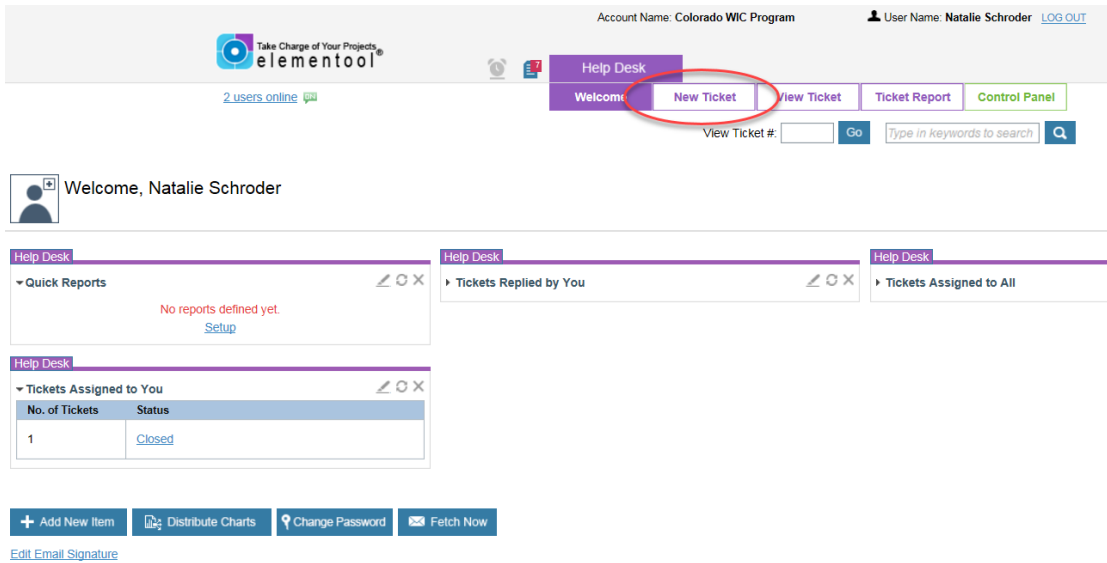 Account Name: Colorado WIC Program User Name: Natalie Schroder LOG OUT
Take Charge of Your Projects
elementool®
7
Help Desk
2 users online
Welcome New Ticket View Ticket Ticket Report Control Panel
View Ticket #: Go Type in keywords to search
Welcome, Natalie Schroder
Help Desk Help Desk Help Desk
Quick Reports Tickets Replied by You Tickets Assigned to All
No reports defined yet.
Setup
Help Desk
Tickets Assigned to You
No. of Tickets Status
1 Closed
Add New Item Distribute Charts Change Password Fetch Now
Edit Email Signature